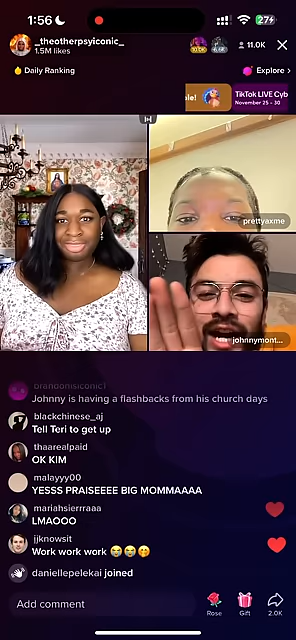 1:56
27
_theotherpsyiconic_
1.5M likes
11.0K
Daily Ranking
Explore >
ple!
TikTok LIVE Cyb
November 25 - 30
prettyaxme
johnnymont...
brandonisiconic1
Johnny is having a flashbacks from his church days
blackchinese_aj
Tell Teri to get up
thaarealpaid
OK KIM
malayyy00
YESSS PRAISEEEE BIG MOMMAAAA
mariahsierrraaa
LMAOOO
jjknowsit
Work work work 😭😭🤭
daniellepelekai joined
Add comment
Rose
Gift
2.0K